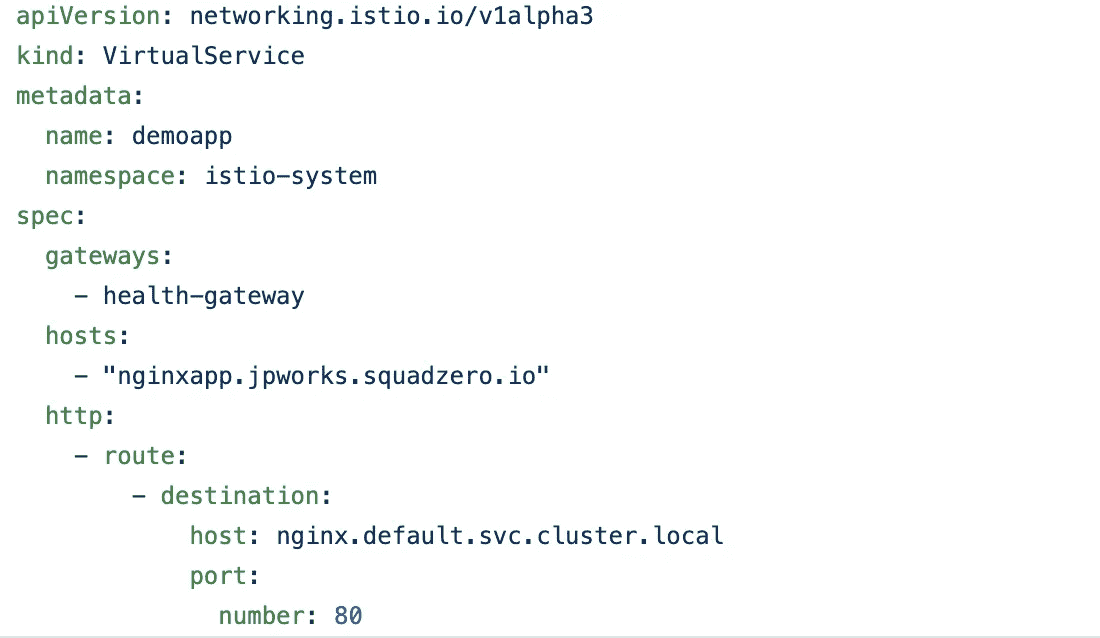 apiVersion: networking.istio.io/v1alpha3
kind: VirtualService
metadata:
  name: demoapp
  namespace: istio-system
spec:
  gateways:
    - health-gateway
  hosts:
    - "nginxapp.jpworks.squadzero.io"
  http:
    - route:
        - destination:
            host: nginx.default.svc.cluster.local
            port:
              number: 80